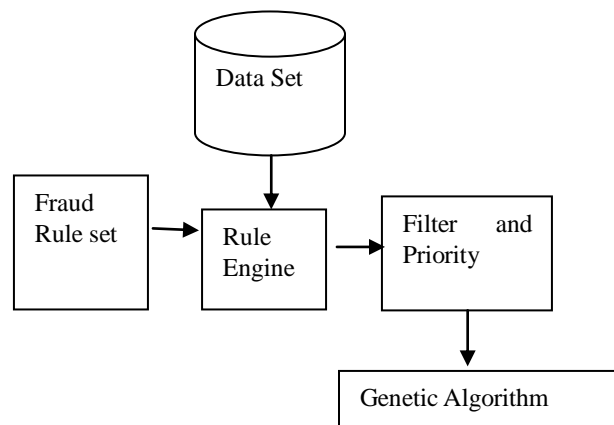 Data Set
Fraud
Rule set
Rule
Engine
Filter and
Priority
Genetic Algorithm